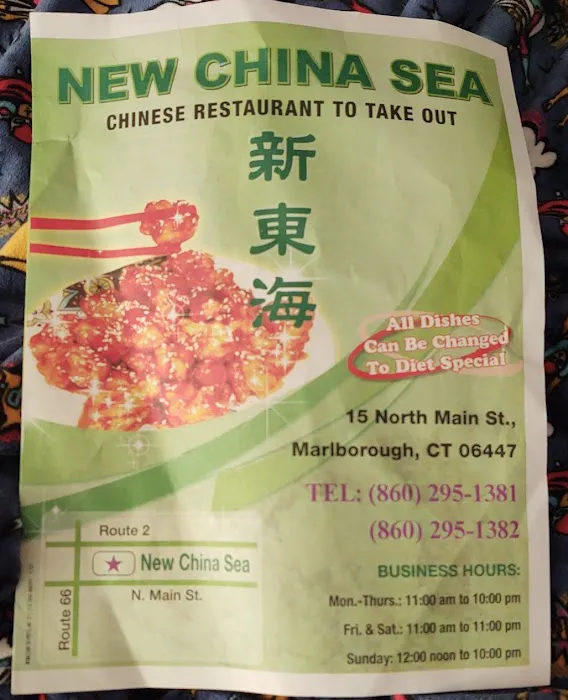 NEW CHINA SEA
CHINESE RESTAURANT TO TAKE OUT
新
東
海
All Dishes
Can Be Changed
To Diet Special
15 North Main St.,
Marlborough, CT 06447
TEL: (860) 295-1381
(860) 295-1382
Route 2
New China Sea
N. Main St.
Route 66
BUSINESS HOURS:
Mon.-Thurs.: 11:00 am to 10:00 pm
Fri. & Sat.: 11:00 am to 11:00 pm
Sunday: 12:00 noon to 10:00 pm